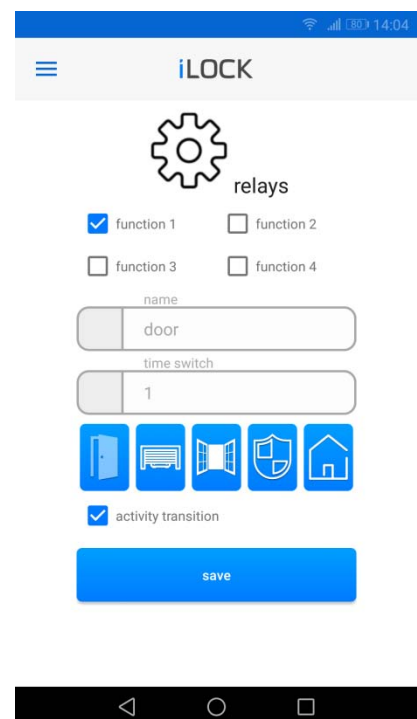 80 14:04
iLOCK
relays
function 1 function 2
function 3 function 4
name
door
time switch
1
activity transition
save